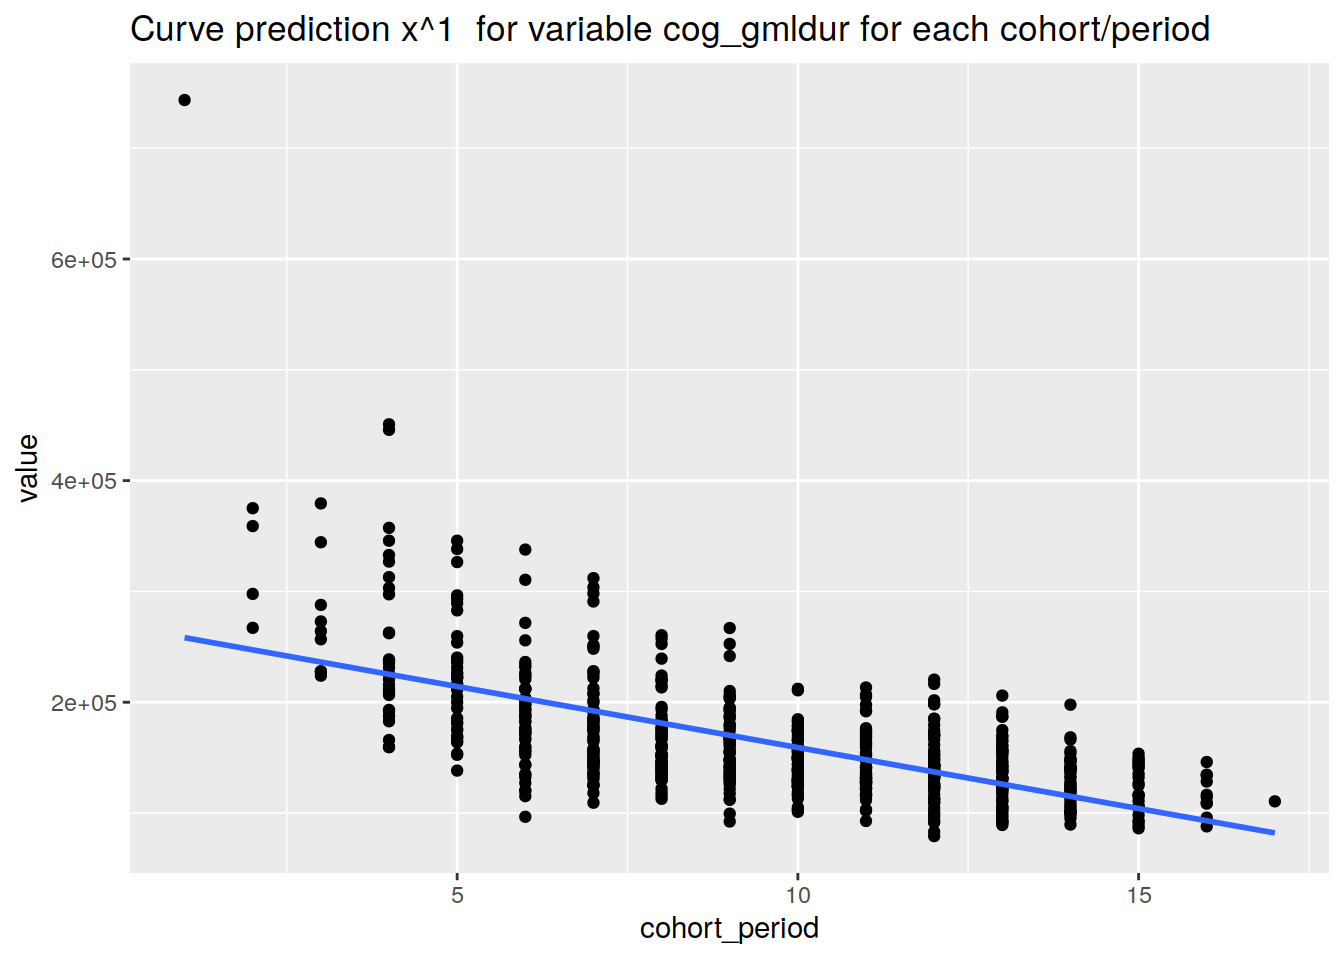 Curve prediction x^1  for variable cog_gmldur for each cohort/period
value
6e+05
4e+05
2e+05
5
10
15
cohort_period